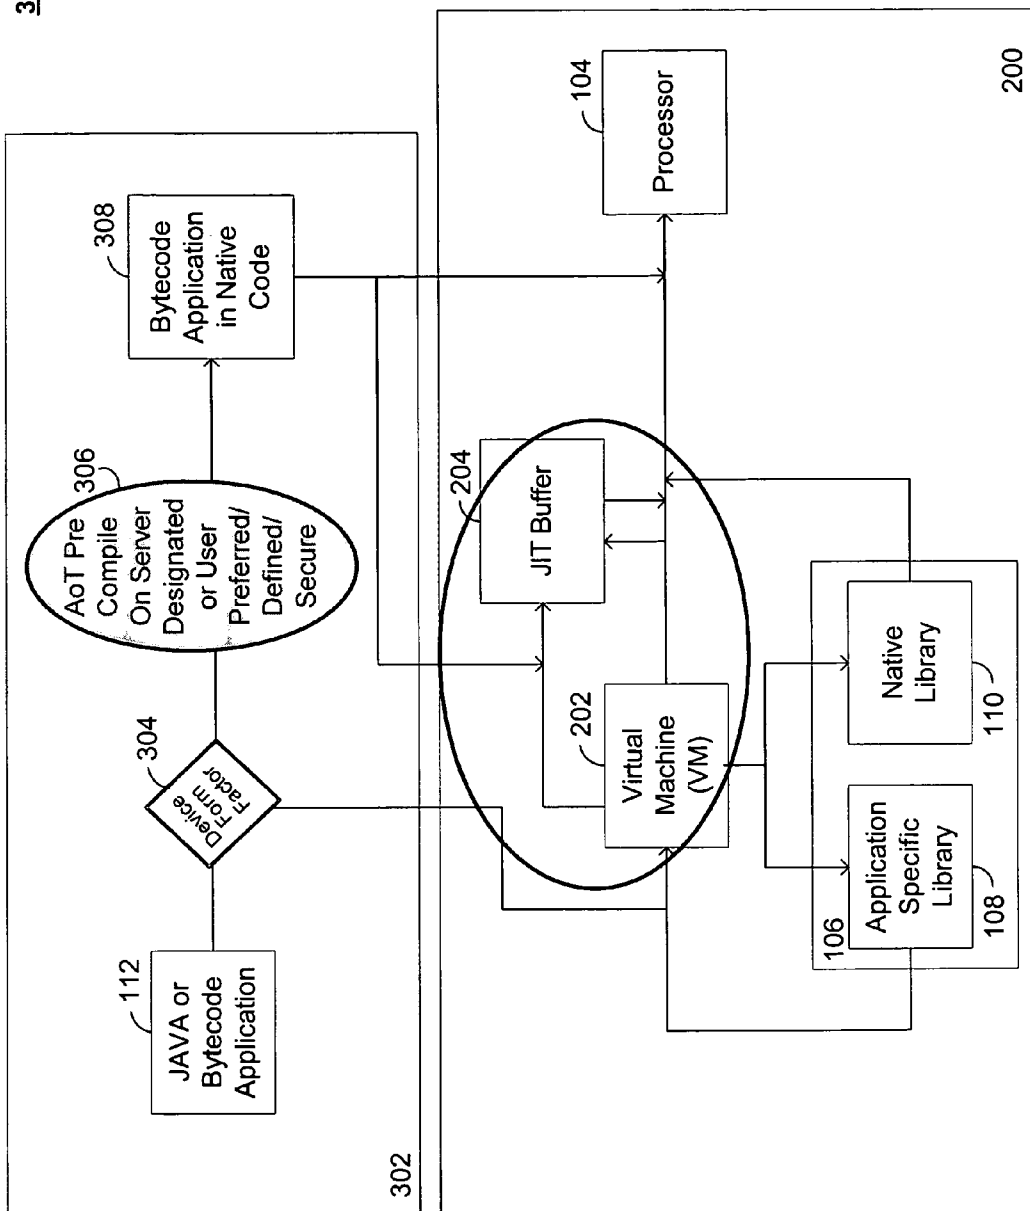 3
302
112
JAVA or
Bytecode
Application
304
Device
Form
Factor
306
AoT Pre
Compile
On Server
Designated
or User
Preferred/
Defined/
Secure
308
Bytecode
Application
in Native
Code
200
202
Virtual
Machine
(VM)
204
JIT Buffer
104
Processor
106
Application
Specific
Library
108
Native
Library
110